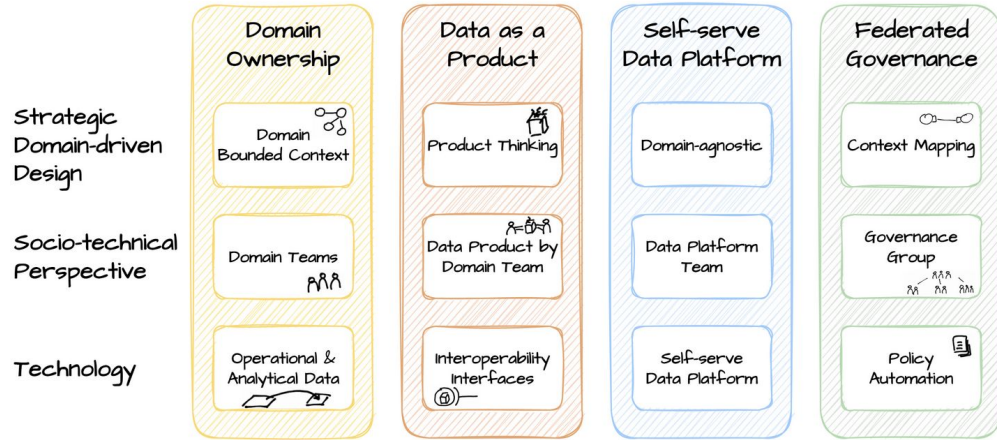 Domain
Ownership
Data as a
Product
Self-serve
Data Platform
Federated
Governance
Strategic
Domain-driven
Design
Domain
Bounded Context
Product Thinking
Domain-agnostic
Context Mapping
Socio-technical
Perspective
Domain Teams
Data Product by
Domain Team
Data Platform
Team
Governance
Group
Technology
Operational &
Analytical Data
Interoperability
Interfaces
Self-serve
Data Platform
Policy
Automation